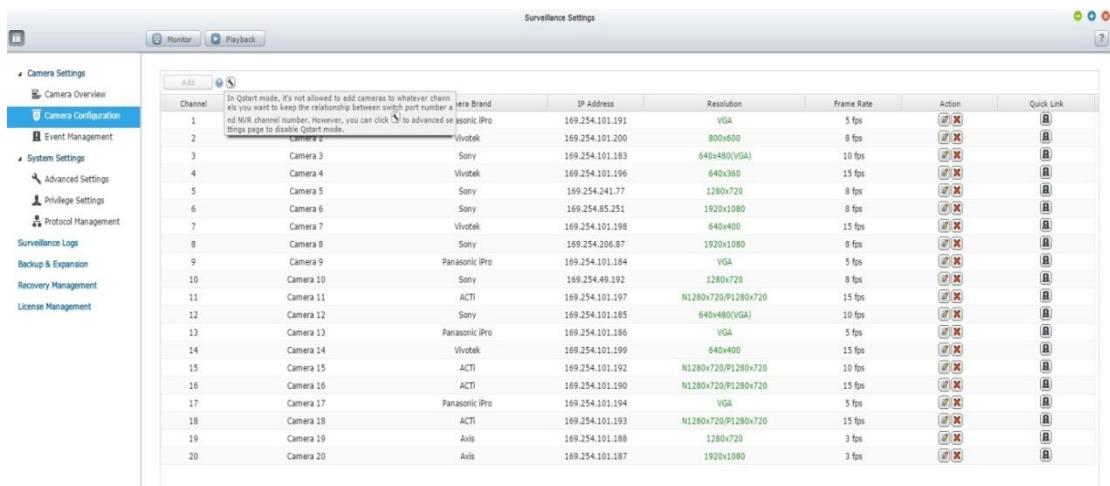 Surveillance Settings
Monitor Playback
?
Camera Settings
Camera Overview
Camera Configuration
Event Management
System Settings
Advanced Settings
Privilege Settings
Protocol Management
Surveillance Logs
Backup & Expansion
Recovery Management
License Management
Add
In Qstart mode, it's not allowed to add cameras to whatever chann
els you want to keep the relationship between switch port number a
nd NVR channel number. However, you can click to advanced se
ttings page to disable Qstart mode.
Channel era Brand IP Address Resolution Frame Rate Action Quick Link
1 asonic iPro 169.254.101.191 VGA 5 fps
2 Camera 2 Vivotek 169.254.101.200 800x600 8 fps
3 Camera 3 Sony 169.254.101.183 640x480(VGA) 10 fps
4 Camera 4 Vivotek 169.254.101.196 640x360 15 fps
5 Camera 5 Sony 169.254.241.77 1280x720 8 fps
6 Camera 6 Sony 169.254.85.251 1920x1080 8 fps
7 Camera 7 Vivotek 169.254.101.198 640x400 15 fps
8 Camera 8 Sony 169.254.206.87 1920x1080 8 fps
9 Camera 9 Panasonic iPro 169.254.101.184 VGA 5 fps
10 Camera 10 Sony 169.254.49.192 1280x720 8 fps
11 Camera 11 ACTi 169.254.101.197 N1280x720/P1280x720 15 fps
12 Camera 12 Sony 169.254.101.185 640x480(VGA) 10 fps
13 Camera 13 Panasonic iPro 169.254.101.186 VGA 5 fps
14 Camera 14 Vivotek 169.254.101.199 640x400 15 fps
15 Camera 15 ACTi 169.254.101.192 N1280x720/P1280x720 10 fps
16 Camera 16 ACTi 169.254.101.190 N1280x720/P1280x720 15 fps
17 Camera 17 Panasonic iPro 169.254.101.194 VGA 5 fps
18 Camera 18 ACTi 169.254.101.193 N1280x720/P1280x720 15 fps
19 Camera 19 Axis 169.254.101.188 1280x720 3 fps
20 Camera 20 Axis 169.254.101.187 1920x1080 3 fps